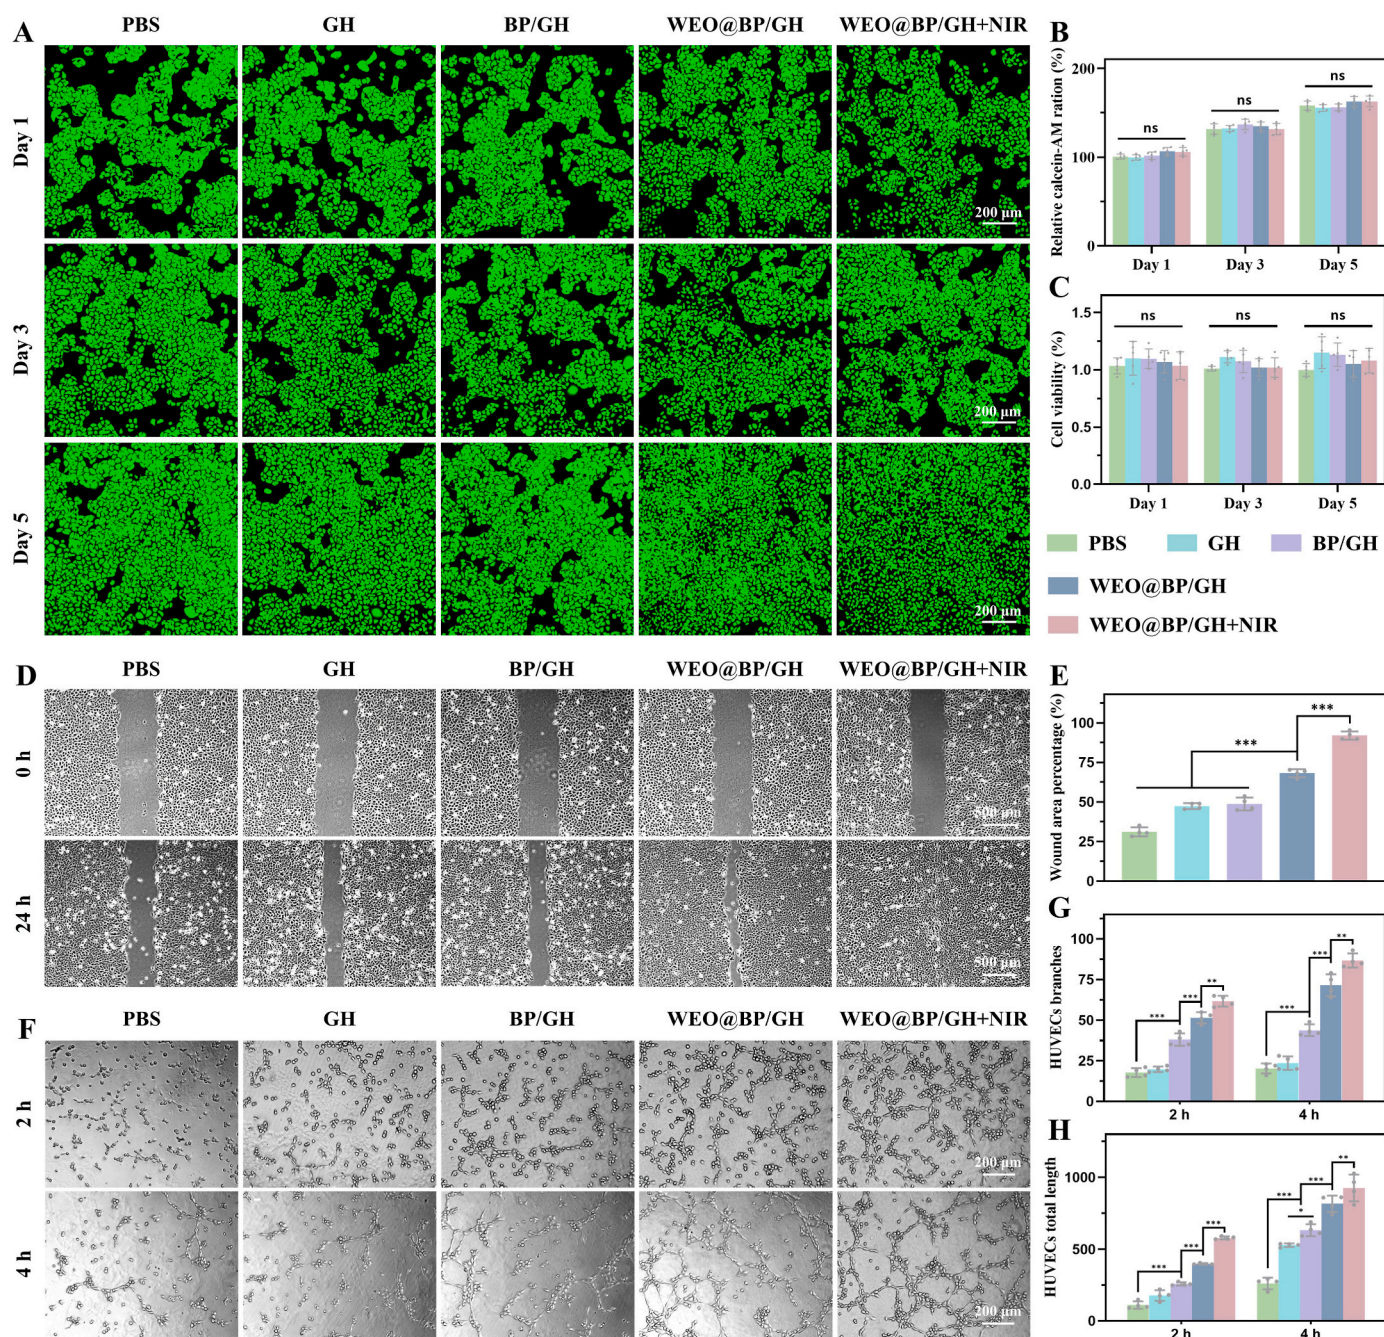 A
PBS GH BP/GH WEO@BP/GH WEO@BP/GH+NIR
Day 1
200 μm
Day 3
200 μm
Day 5
200 μm
B
Relative calcein-AM ration (%)
200
100
0
ns ns ns
Day 1 Day 3 Day 5
C
Cell viability (%)
1.5
1.0
0.5
0.0
ns ns ns
Day 1 Day 3 Day 5
PBS GH BP/GH
WEO@BP/GH
WEO@BP/GH+NIR
D
PBS GH BP/GH WEO@BP/GH WEO@BP/GH+NIR
0 h
500 μm
24 h
500 μm
E
Wound area percentage (%)
100
75
50
25
0
*** ***
F
PBS GH BP/GH WEO@BP/GH WEO@BP/GH+NIR
2 h
200 μm
4 h
200 μm
G
HUVECs branches
100
75
50
25
0
*** *** ** *** *** **
2 h 4 h
H
HUVECs total length
1000
500
0
*** *** *** *** * *** **
2 h 4 h